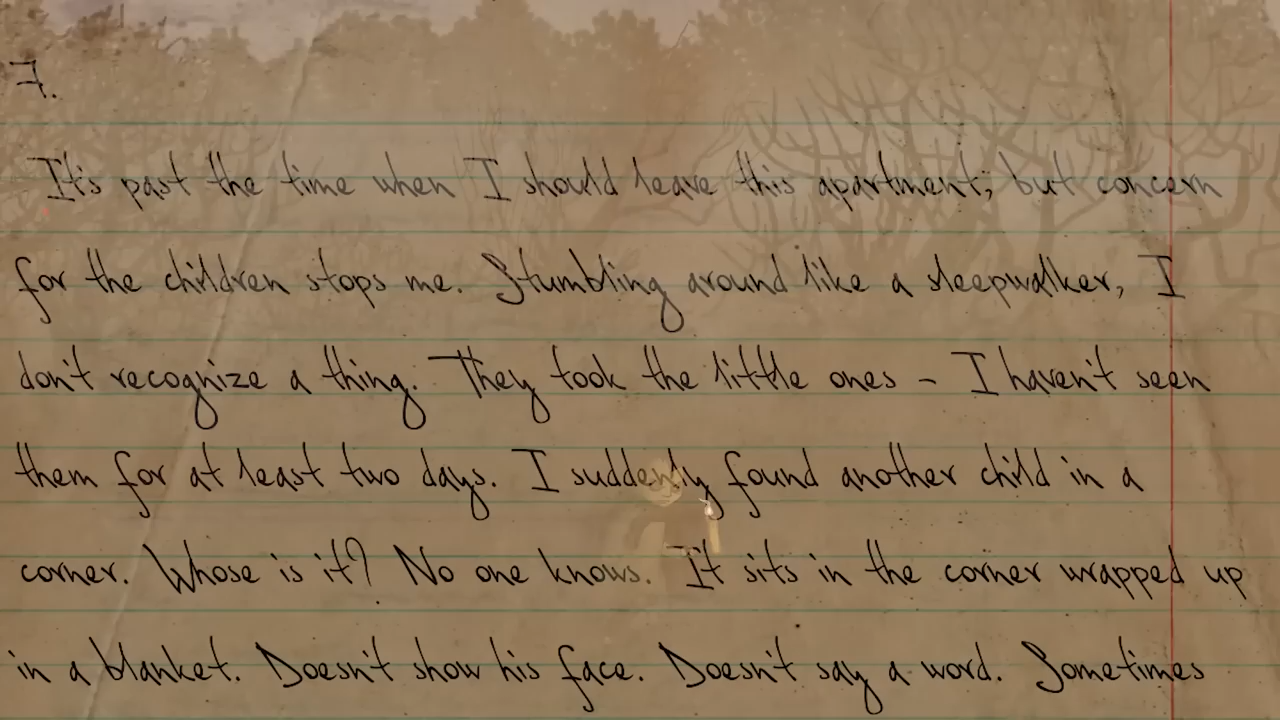 7.
It's past the time when I should leave this apartment, but concern
for the children stops me. Stumbling around like a sleepwalker, I
don't recognize a thing. They took the little ones - I haven't seen
them for at least two days. I suddenly found another child in a
corner. Whose is it? No one knows. It sits in the corner wrapped up
in a blanket. Doesn't show his face. Doesn't say a word. Sometimes